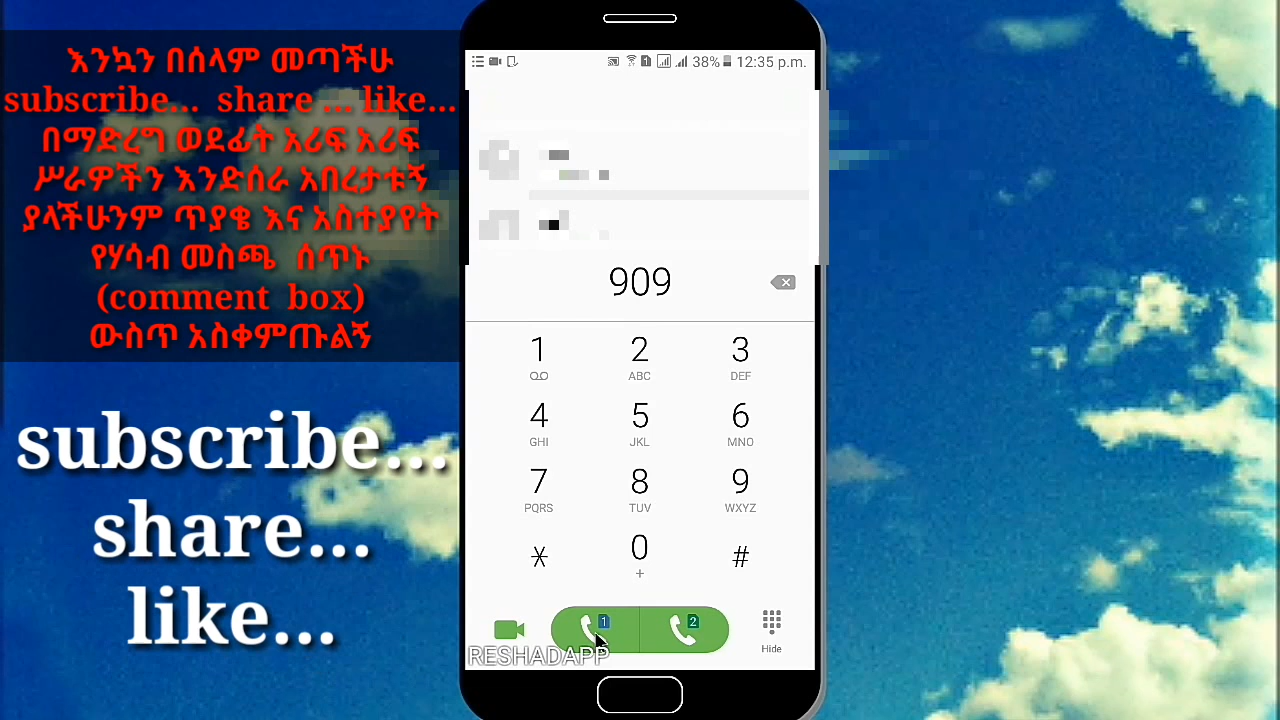 እንኳን በሰላም መጣችሁ
subscribe... share ... like...
በማድረግ ወደፊት አሪፍ አሪፍ
ሥራዎችን እንድሰራ አበረታቱኝ
ያላችሁንም ጥያቄ እና አስተያየት
የሃሳብ መስጫ ሰጥኑ
(comment box)
ውስጥ አስቀምጡልኝ
subscribe...
share...
like...
38% 12:35 p.m.
909
1 2 3
ABC DEF
4 5 6
GHI JKL MNO
7 8 9
PQRS TUV WXYZ
* 0 #
+
1 2
Hide
RESHADAPP